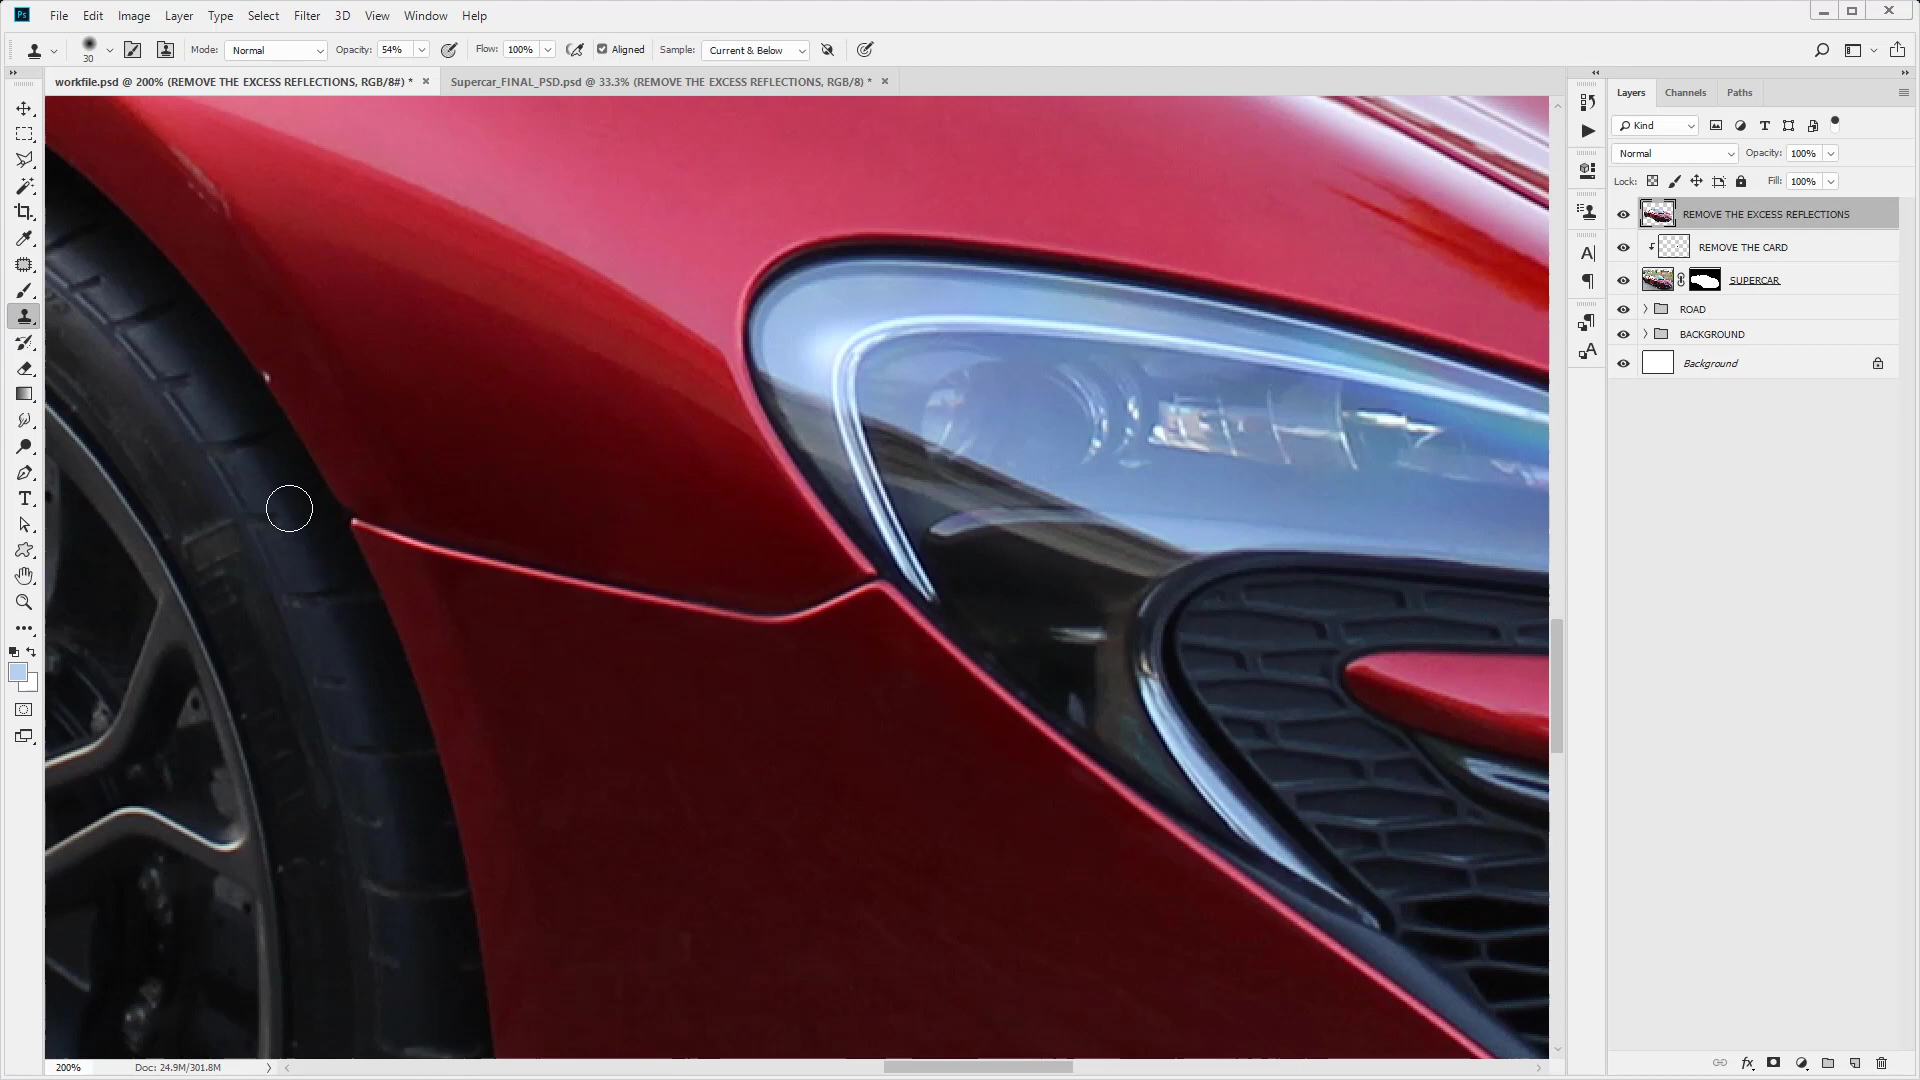 Ps File Edit Image Layer Type Select Filter 3D View Window Help
30 Mode: Normal Opacity: 54% Flow: 100% Aligned Sample: Current & Below
workfile.psd @ 200% (REMOVE THE EXCESS REFLECTIONS, RGB/8#) * Supercar_FINAL_PSD.psd @ 33.3% (REMOVE THE EXCESS REFLECTIONS, RGB/8) *
Layers Channels Paths
Kind
Normal Opacity: 100%
Lock: Fill: 100%
REMOVE THE EXCESS REFLECTIONS
REMOVE THE CARD
SUPERCAR
ROAD
BACKGROUND
Background
200% Doc: 24.9M/301.8M